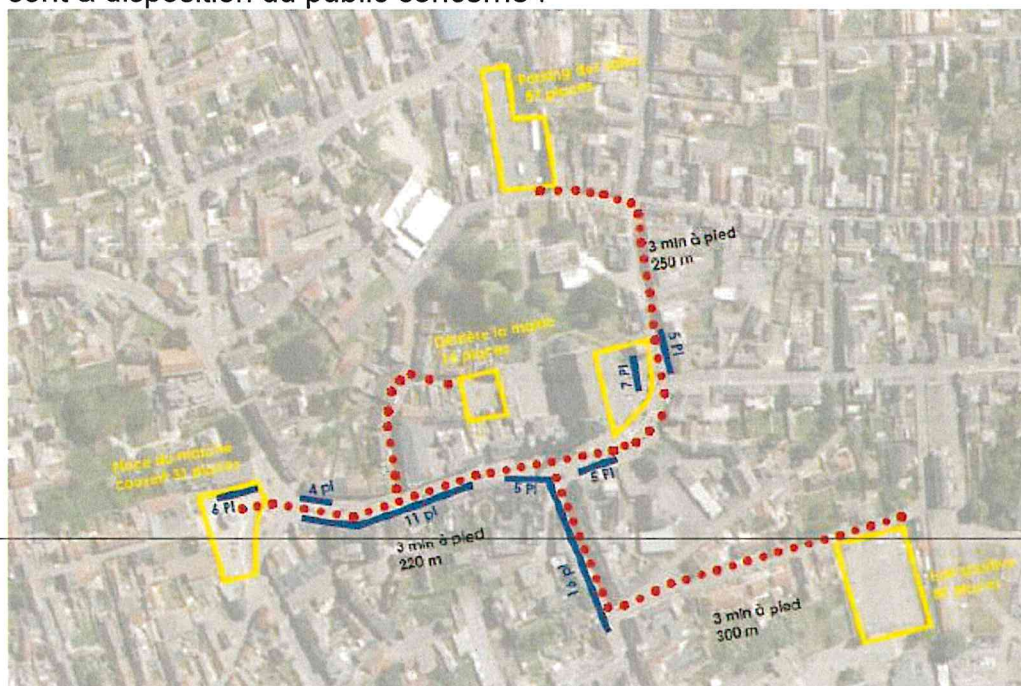 sont à disposition du public concerné :
Parking des
57 places
3 min à pied
250 m
5 Pl
7 Pl
Derrière la mairie
places
5 Pl
5 Pl
Place du marché
couvert 31 places
6 Pl
4 pl
11 pl
3 min à pied
220 m
16 pl
3 min à pied
300 m
places